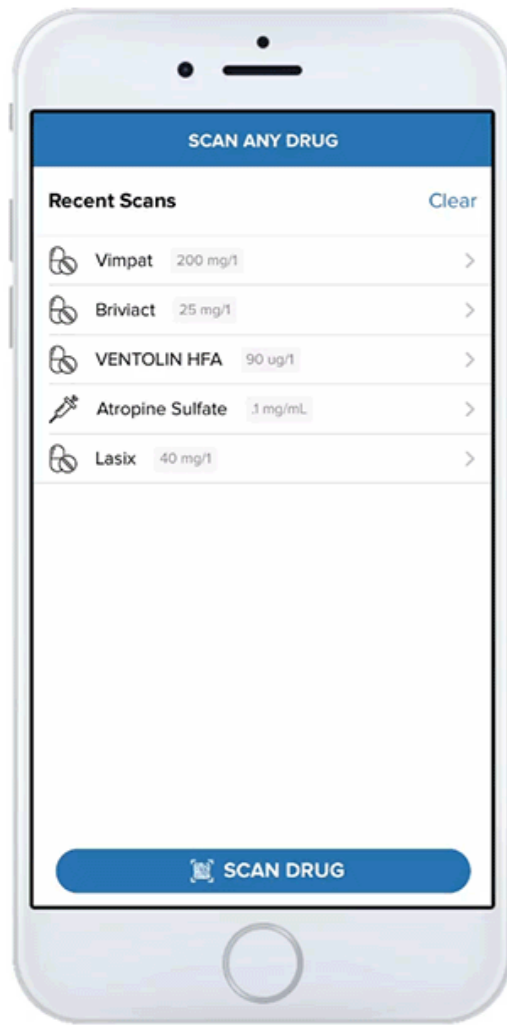 SCAN ANY DRUG
Recent Scans Clear
Vimpat 200 mg/1
Briviact 25 mg/1
VENTOLIN HFA 90 ug/1
Atropine Sulfate .1 mg/mL
Lasix 40 mg/1
SCAN DRUG